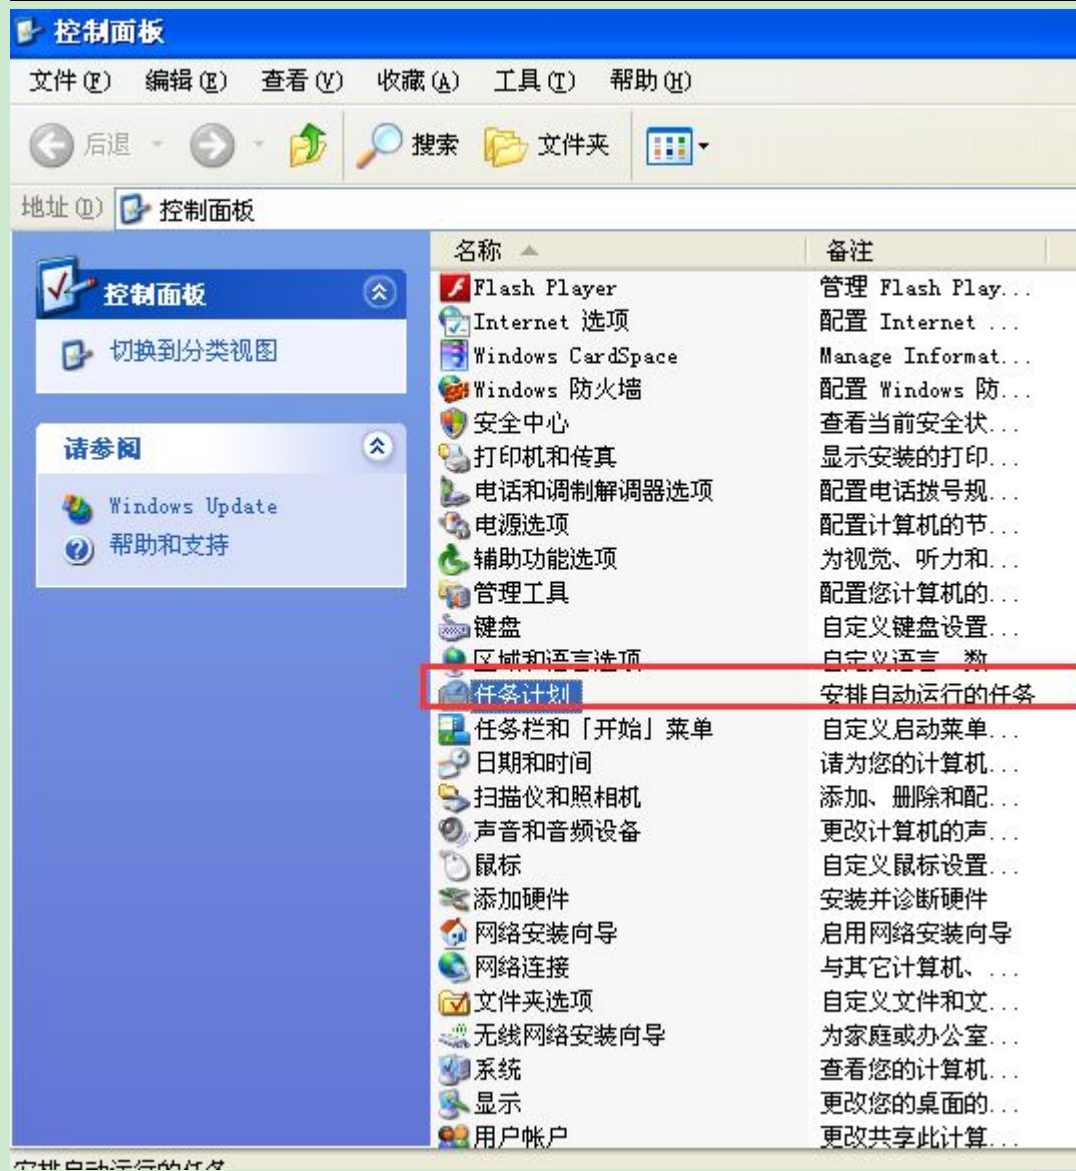 控制面板
文件(F) 编辑(E) 查看(V) 收藏(A) 工具(T) 帮助(H)
后退 搜索 文件夹
地址(D) 控制面板
控制面板
切换到分类视图
请参阅
Windows Update
帮助和支持
名称 备注
Flash Player 管理 Flash Play...
Internet 选项 配置 Internet ...
Windows CardSpace Manage Informat...
Windows 防火墙 配置 Windows 防...
安全中心 查看当前安全状...
打印机和传真 显示安装的打印...
电话和调制解调器选项 配置电话拨号规...
电源选项 配置计算机的节...
辅助功能选项 为视觉、听力和...
管理工具 配置您计算机的...
键盘 自定义键盘设置...
区域和语言选项 自定义语言、数...
任务计划 安排自动运行的任务
任务栏和「开始」菜单 自定义启动菜单...
日期和时间 请为您的计算机...
扫描仪和照相机 添加、删除和配...
声音和音频设备 更改计算机的声...
鼠标 自定义鼠标设置...
添加硬件 安装并诊断硬件
网络安装向导 启用网络安装向导
网络连接 与其它计算机、...
文件夹选项 自定义文件和文...
无线网络安装向导 为家庭或办公室...
系统 查看您的计算机...
显示 更改您的桌面的...
用户帐户 更改共享此计算...
安排自动运行的任务